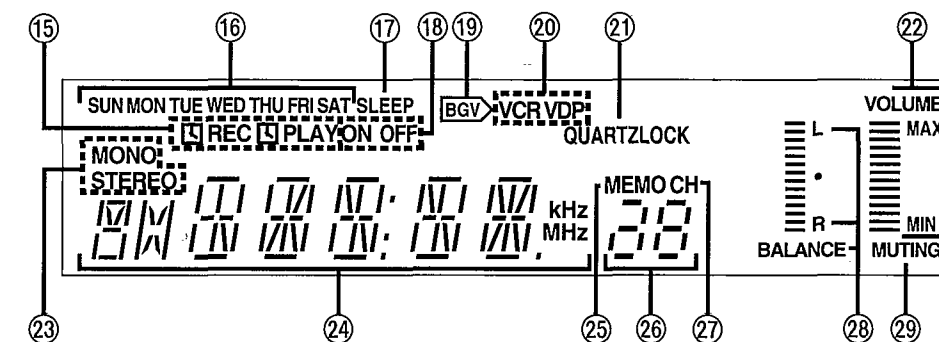 ⑮ ⑯ ⑰ ⑱ ⑲ ⑳ ㉑ ㉒
SUN MON TUE WED THU FRI SAT SLEEP BGV VCR VDP VOLUME
REC PLAY ON OFF QUARTZLOCK L MAX
MONO
STEREO MEMO CH
kHz
MHz R MIN
BALANCE MUTING
㉓ ㉔ ㉕ ㉖ ㉗ ㉘ ㉙